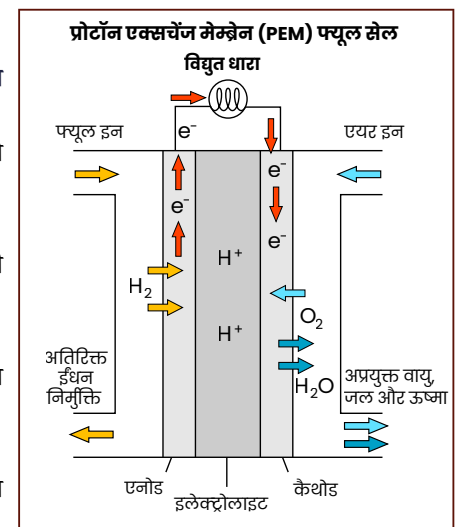 प्रोटॉन एक्सचेंज मेम्ब्रेन (PEM) फ्यूल सेल
विद्युत धारा
e⁻
फ्यूल इन
एयर इन
e⁻
e⁻
e⁻
H⁺
H₂
O₂
H⁺
H₂O
अतिरिक्त
ईंधन
निर्मुक्ति
अप्रयुक्त वायु,
जल और ऊष्मा
एनोड
इलेक्ट्रोलाइट
कैथोड